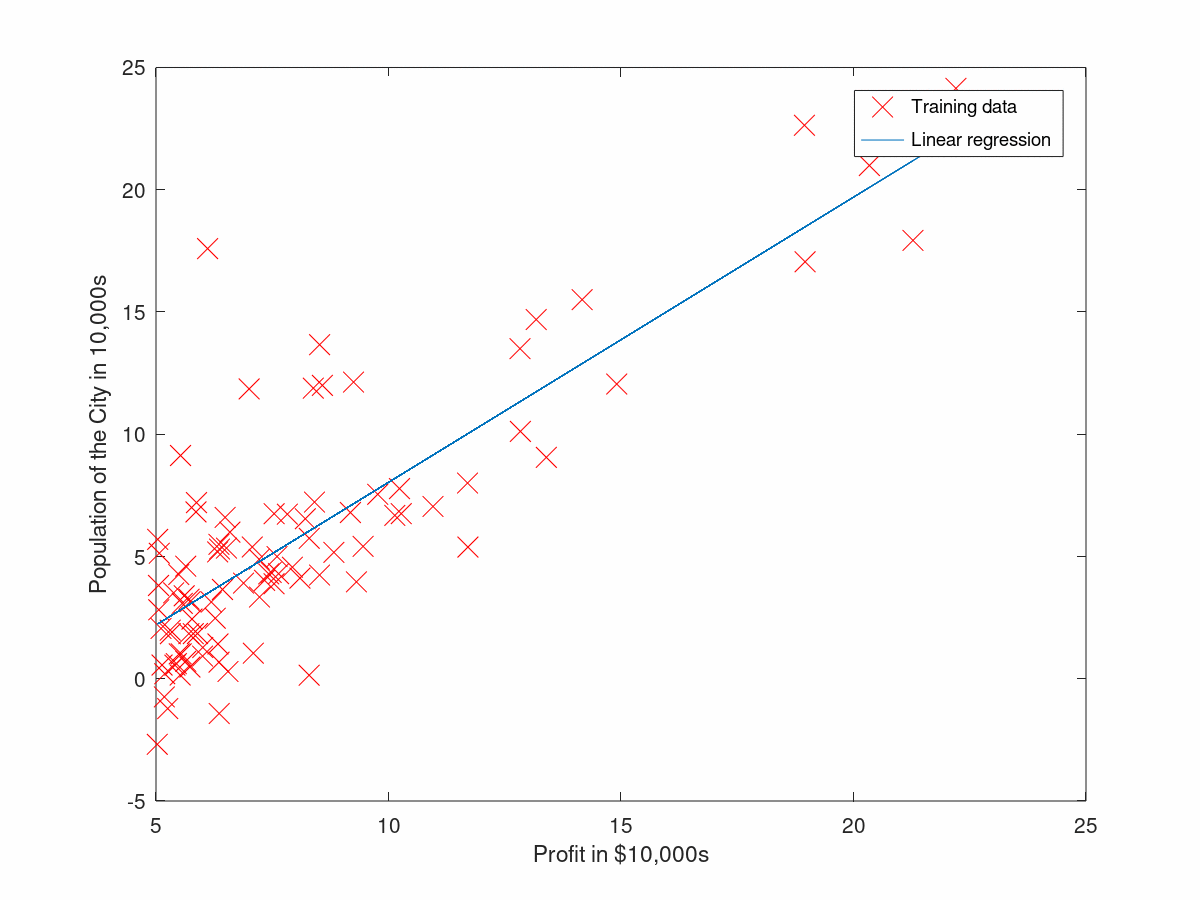 25
20
15
10
5
0
-5
Population of the City in 10,000s
Training data
Linear regression
5 10 15 20 25
Profit in $10,000s